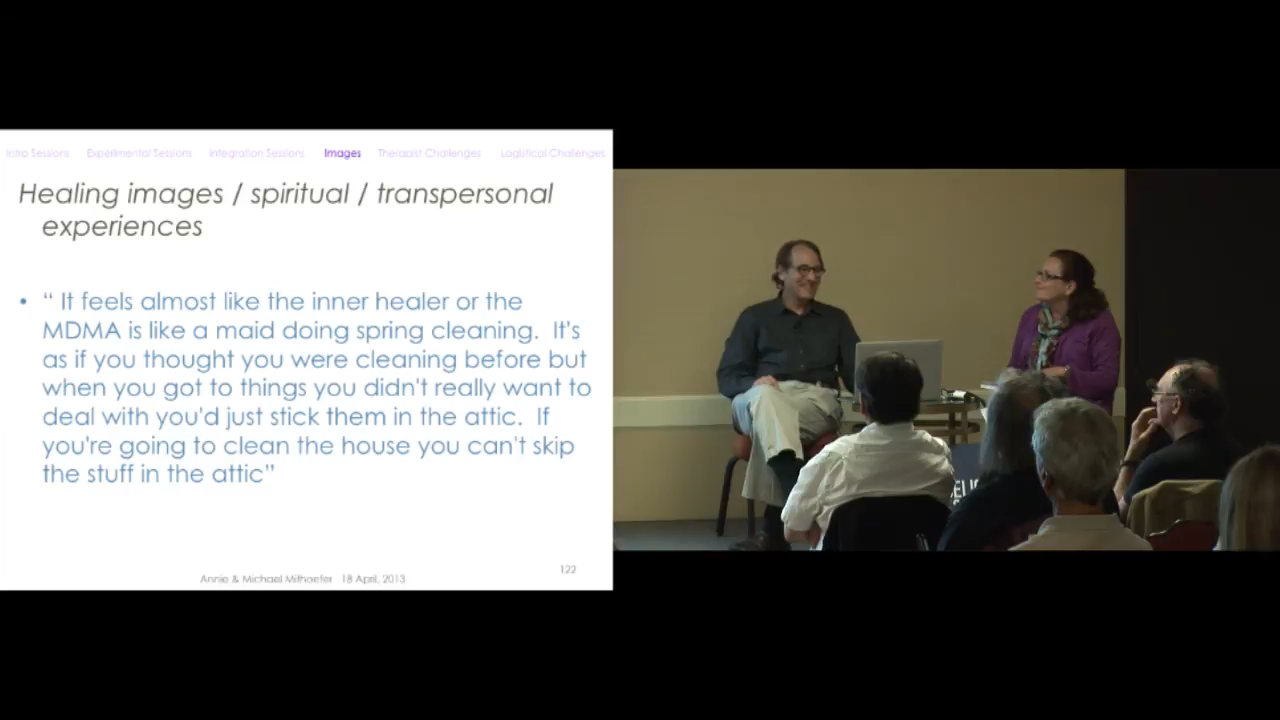 Intro Sessions Experimental Sessions Integration Sessions Images Therapist Challenges Logistical Challenges
Healing images / spiritual / transpersonal
experiences
• “ It feels almost like the inner healer or the
MDMA is like a maid doing spring cleaning. It's
as if you thought you were cleaning before but
when you got to things you didn't really want to
deal with you'd just stick them in the attic. If
you're going to clean the house you can't skip
the stuff in the attic”
122
Annie & Michael Mithoefer 18 April, 2013